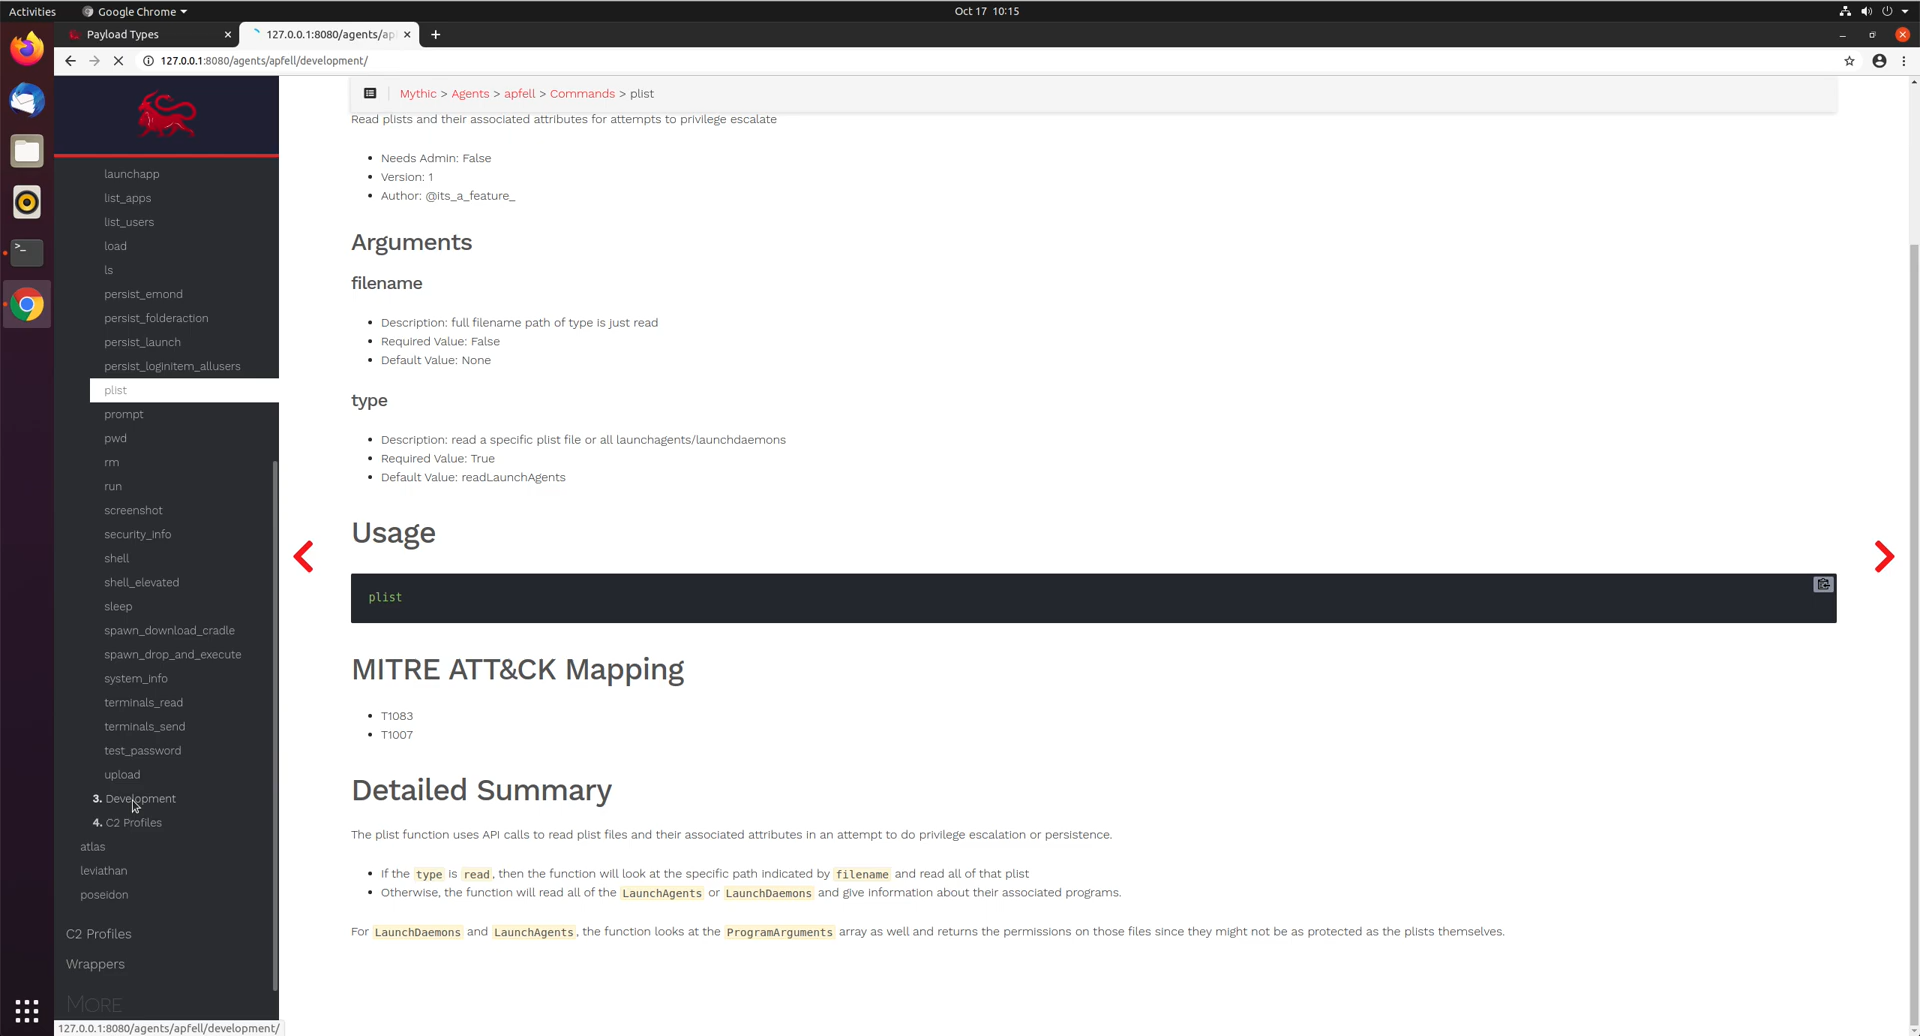 Activities
Google Chrome
Oct 17 10:15
Payload Types
127.0.0.1:8080/agents/ap
127.0.0.1:8080/agents/apfell/development/
launchapp
list_apps
list_users
load
ls
persist_emond
persist_folderaction
persist_launch
persist_loginitem_allusers
plist
prompt
pwd
rm
run
screenshot
security_info
shell
shell_elevated
sleep
spawn_download_cradle
spawn_drop_and_execute
system_info
terminals_read
terminals_send
test_password
upload
3. Development
4. C2 Profiles
atlas
leviathan
poseidon
C2 Profiles
Wrappers
More
127.0.0.1:8080/agents/apfell/development/
Mythic > Agents > apfell > Commands > plist
Read plists and their associated attributes for attempts to privilege escalate
Needs Admin: False
Version: 1
Author: @its_a_feature_
Arguments
filename
Description: full filename path of type is just read
Required Value: False
Default Value: None
type
Description: read a specific plist file or all launchagents/launchdaemons
Required Value: True
Default Value: readLaunchAgents
Usage
plist
MITRE ATT&CK Mapping
T1083
T1007
Detailed Summary
The plist function uses API calls to read plist files and their associated attributes in an attempt to do privilege escalation or persistence.
If the type is read, then the function will look at the specific path indicated by filename and read all of that plist
Otherwise, the function will read all of the LaunchAgents or LaunchDaemons and give information about their associated programs.
For LaunchDaemons and LaunchAgents, the function looks at the ProgramArguments array as well and returns the permissions on those files since they might not be as protected as the plists themselves.